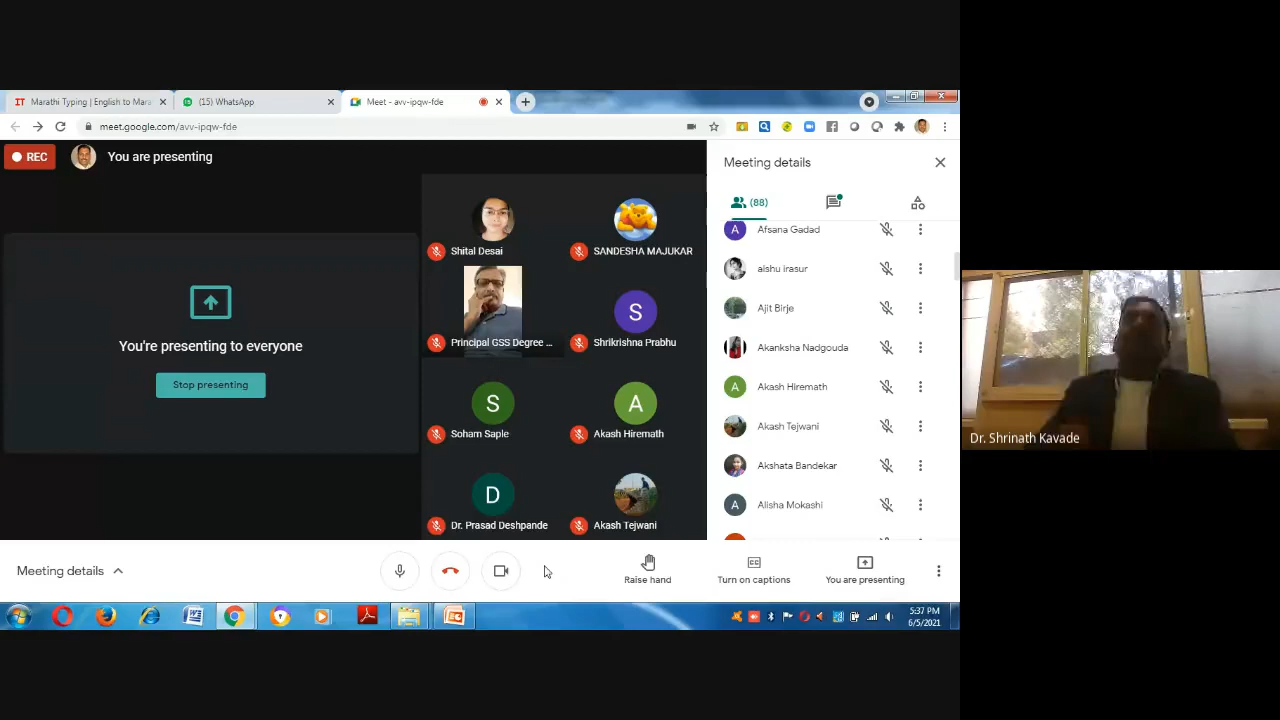 Marathi Typing | English to Mara
(15) WhatsApp
Meet - avv-ipqw-fde
meet.google.com/avv-ipqw-fde
REC
You are presenting
Meeting details
(88)
You're presenting to everyone
Stop presenting
Shital Desai
SANDESHA MAJUKAR
Principal GSS Degree ...
S
Shrikrishna Prabhu
S
Soham Saple
A
Akash Hiremath
D
Dr. Prasad Deshpande
Akash Tejwani
A
Afsana Gadad
aishu irasur
Ajit Birje
Akanksha Nadgouda
A
Akash Hiremath
Akash Tejwani
Akshata Bandekar
A
Alisha Mokashi
Dr. Shrinath Kavade
Meeting details
Raise hand
Turn on captions
You are presenting
5:37 PM
6/5/2021